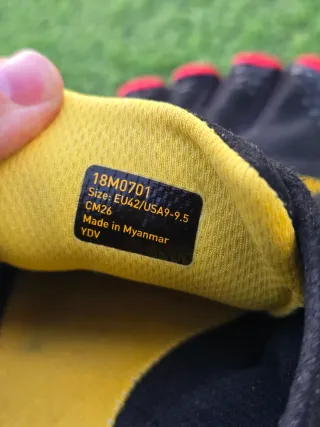 18M0701
Size: EU42/USA9-9.5
CM26
Made in Myanmar
YDV